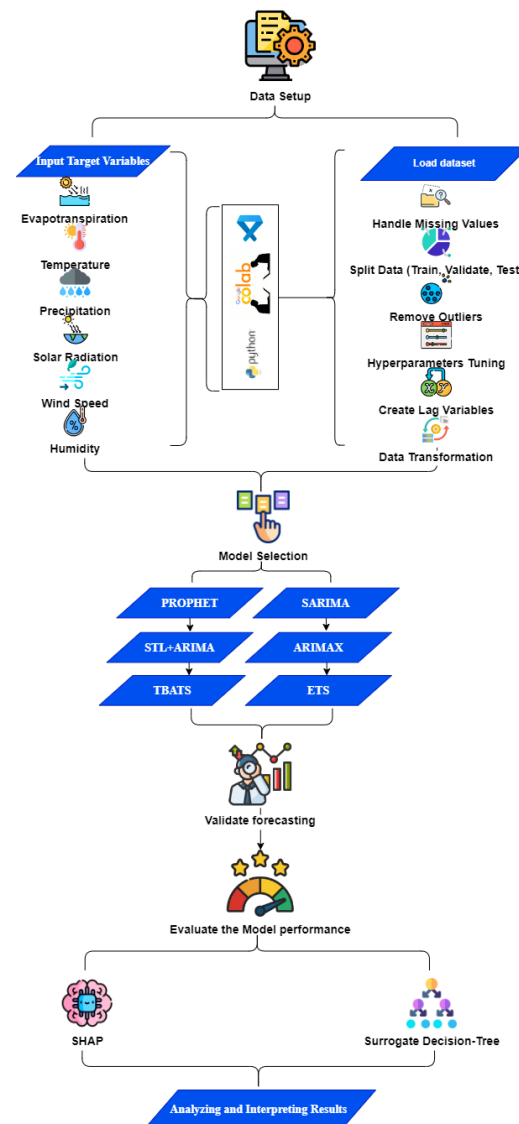 Data Setup
Input Target Variables
Evapotranspiration
Temperature
Precipitation
Solar Radiation
Wind Speed
Humidity
Google
colab
python
Load dataset
Handle Missing Values
Split Data (Train, Validate, Test
Remove Outliers
Hyperparameters Tuning
X Y
Create Lag Variables
Data Transformation
Model Selection
PROPHET
SARIMA
STL+ARIMA
ARIMAX
TBATS
ETS
Validate forecasting
Evaluate the Model performance
SHAP
Surrogate Decision-Tree
Analyzing and Interpreting Results